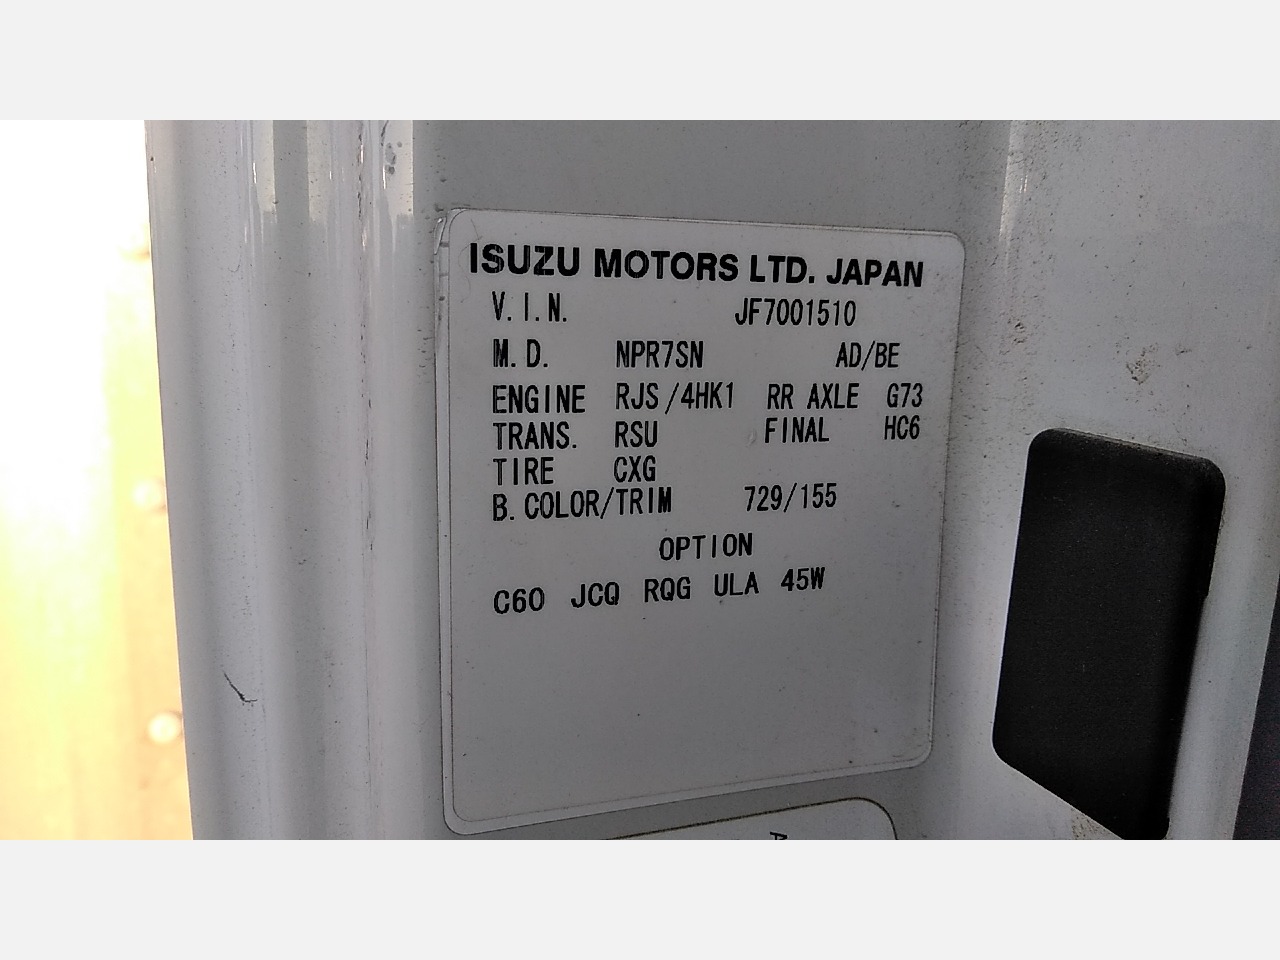 ISUZU MOTORS LTD. JAPAN
V.I.N. JF7001510
M.D. NPR7SN AD/BE
ENGINE RJS/4HK1 RR AXLE G73
TRANS. RSU FINAL HC6
TIRE CXG
B.COLOR/TRIM 729/155
OPTION
C60 JCQ RQG ULA 45W